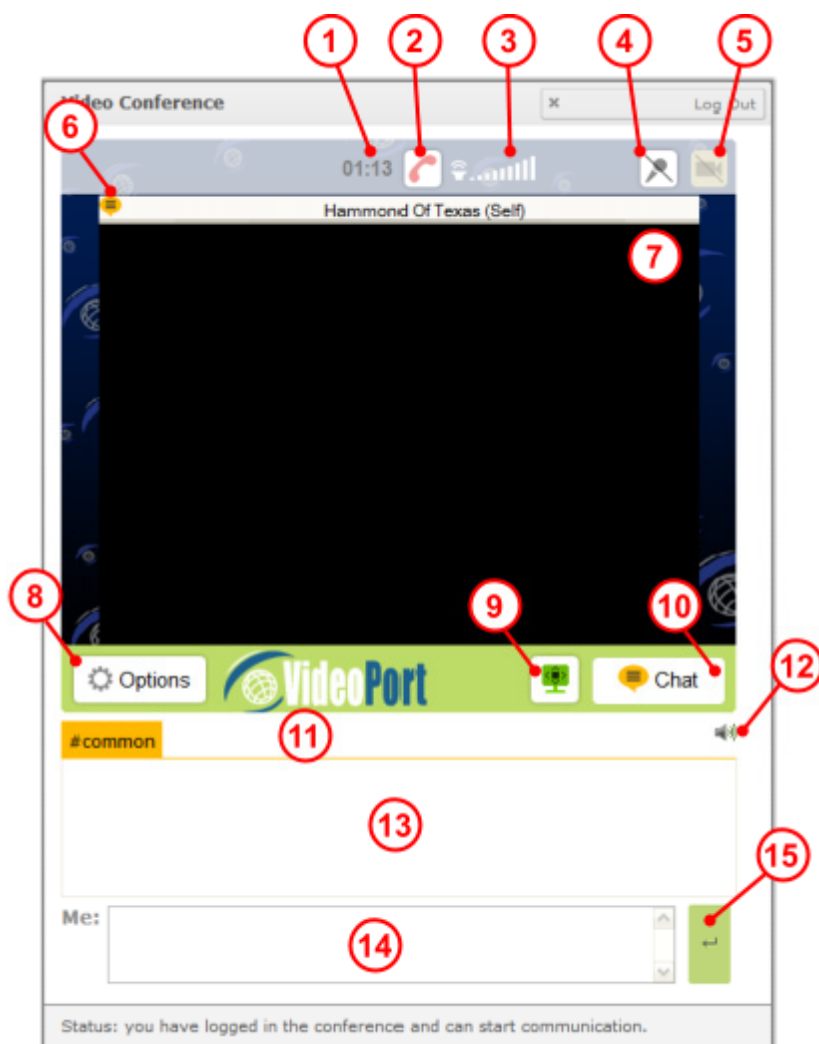 1 2 3 4 5
Video Conference
× Log Out
6
01:13
Hammond Of Texas (Self)
7
8 9 10
Options VideoPort Chat
12
#common 11
13
15
Me:
14
Status: you have logged in the conference and can start communication.